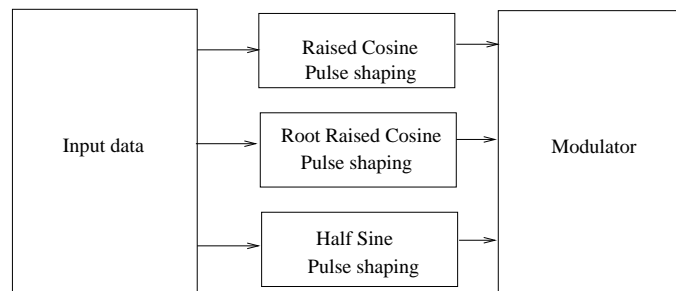 Raised Cosine
Pulse shaping
Input data
Root Raised Cosine
Pulse shaping
Modulator
Half Sine
Pulse shaping